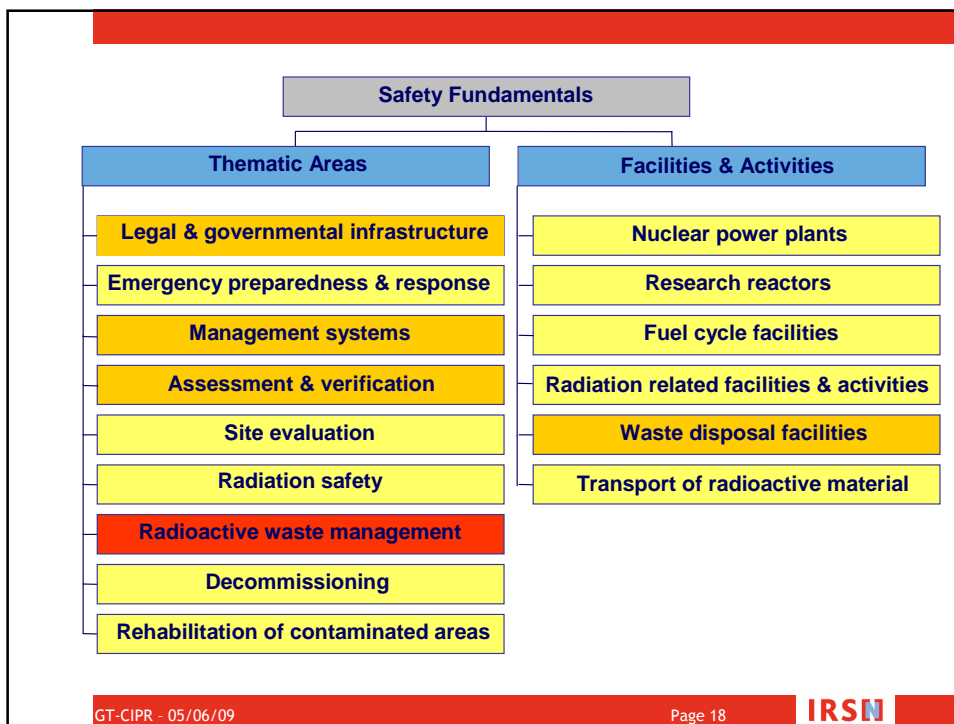 Safety Fundamentals
Thematic Areas
Legal & governmental infrastructure
Emergency preparedness & response
Management systems
Assessment & verification
Site evaluation
Radiation safety
Radioactive waste management
Decommissioning
Rehabilitation of contaminated areas
Facilities & Activities
Nuclear power plants
Research reactors
Fuel cycle facilities
Radiation related facilities & activities
Waste disposal facilities
Transport of radioactive material
GT-CIPR - 05/06/09
Page 18
IRSN